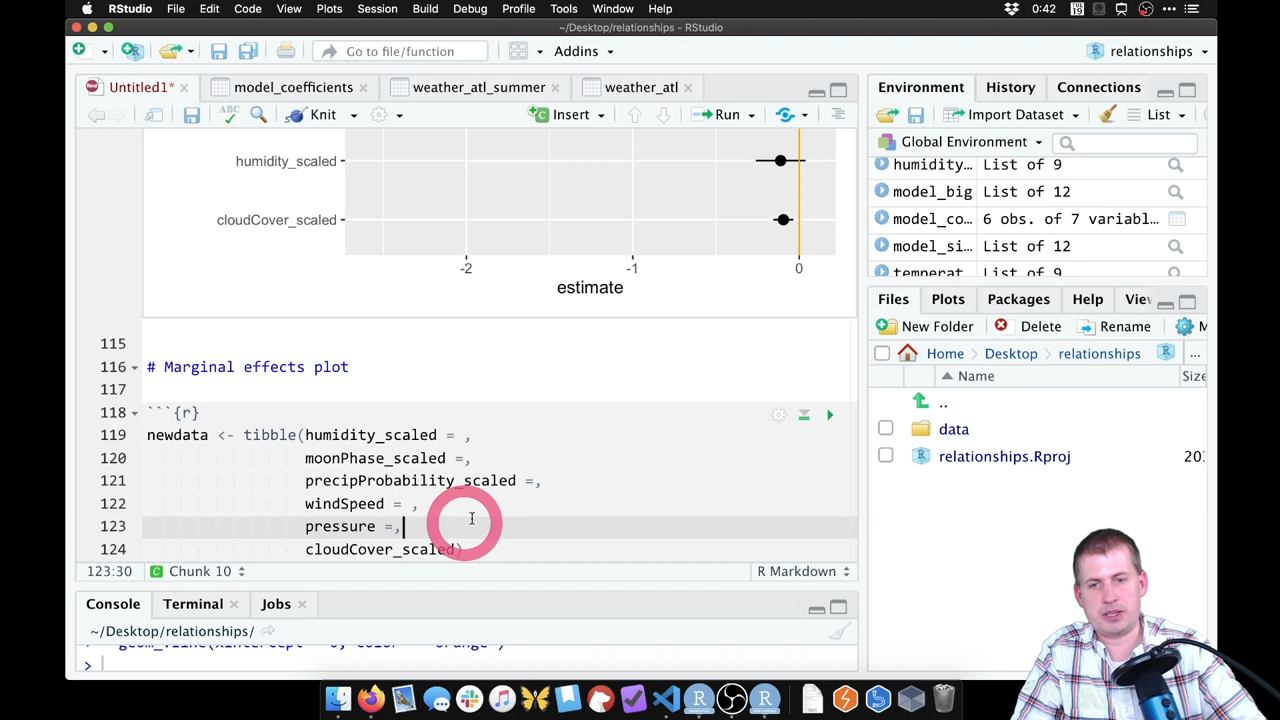 RStudio File Edit Code View Plots Session Build Debug Profile Tools Window Help 0:42
~/Desktop/relationships - RStudio
Go to file/function Addins relationships
Untitled1* model_coefficients weather_atl_summer weather_atl
Knit Insert Run
humidity_scaled
cloudCover_scaled
-2 -1 0
estimate
115
116 # Marginal effects plot
117
118 ```{r}
119 newdata <- tibble(humidity_scaled = ,
120 moonPhase_scaled =,
121 precipProbability_scaled =,
122 windSpeed = ,
123 pressure =,
124 cloudCover_scaled)
123:30 Chunk 10 R Markdown
Console Terminal Jobs
~/Desktop/relationships/
>
Environment History Connections
Import Dataset List
Global Environment
humidity... List of 9
model_big List of 12
model_co... 6 obs. of 7 variabl...
model_si... List of 12
temperat List of 9
Files Plots Packages Help
New Folder Delete Rename
Home Desktop relationships ...
Name Size
..
data
relationships.Rproj